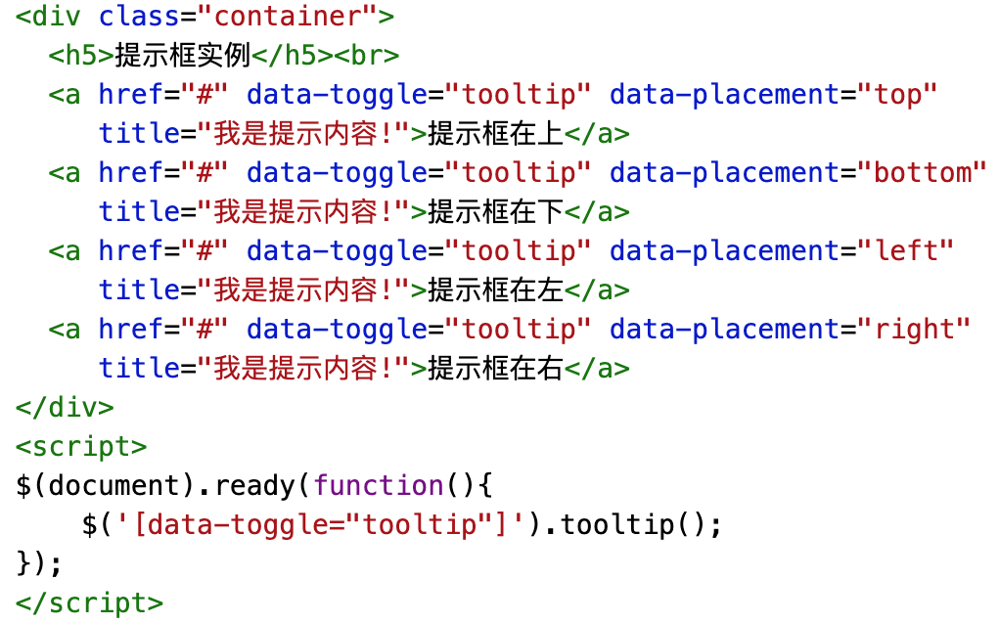 <div class="container">
  <h5>提示框实例</h5><br>
  <a href="#" data-toggle="tooltip" data-placement="top"
     title="我是提示内容!">提示框在上</a>
  <a href="#" data-toggle="tooltip" data-placement="bottom"
     title="我是提示内容!">提示框在下</a>
  <a href="#" data-toggle="tooltip" data-placement="left"
     title="我是提示内容!">提示框在左</a>
  <a href="#" data-toggle="tooltip" data-placement="right"
     title="我是提示内容!">提示框在右</a>
</div>
<script>
$(document).ready(function(){
    $('[data-toggle="tooltip"]').tooltip();
});
</script>